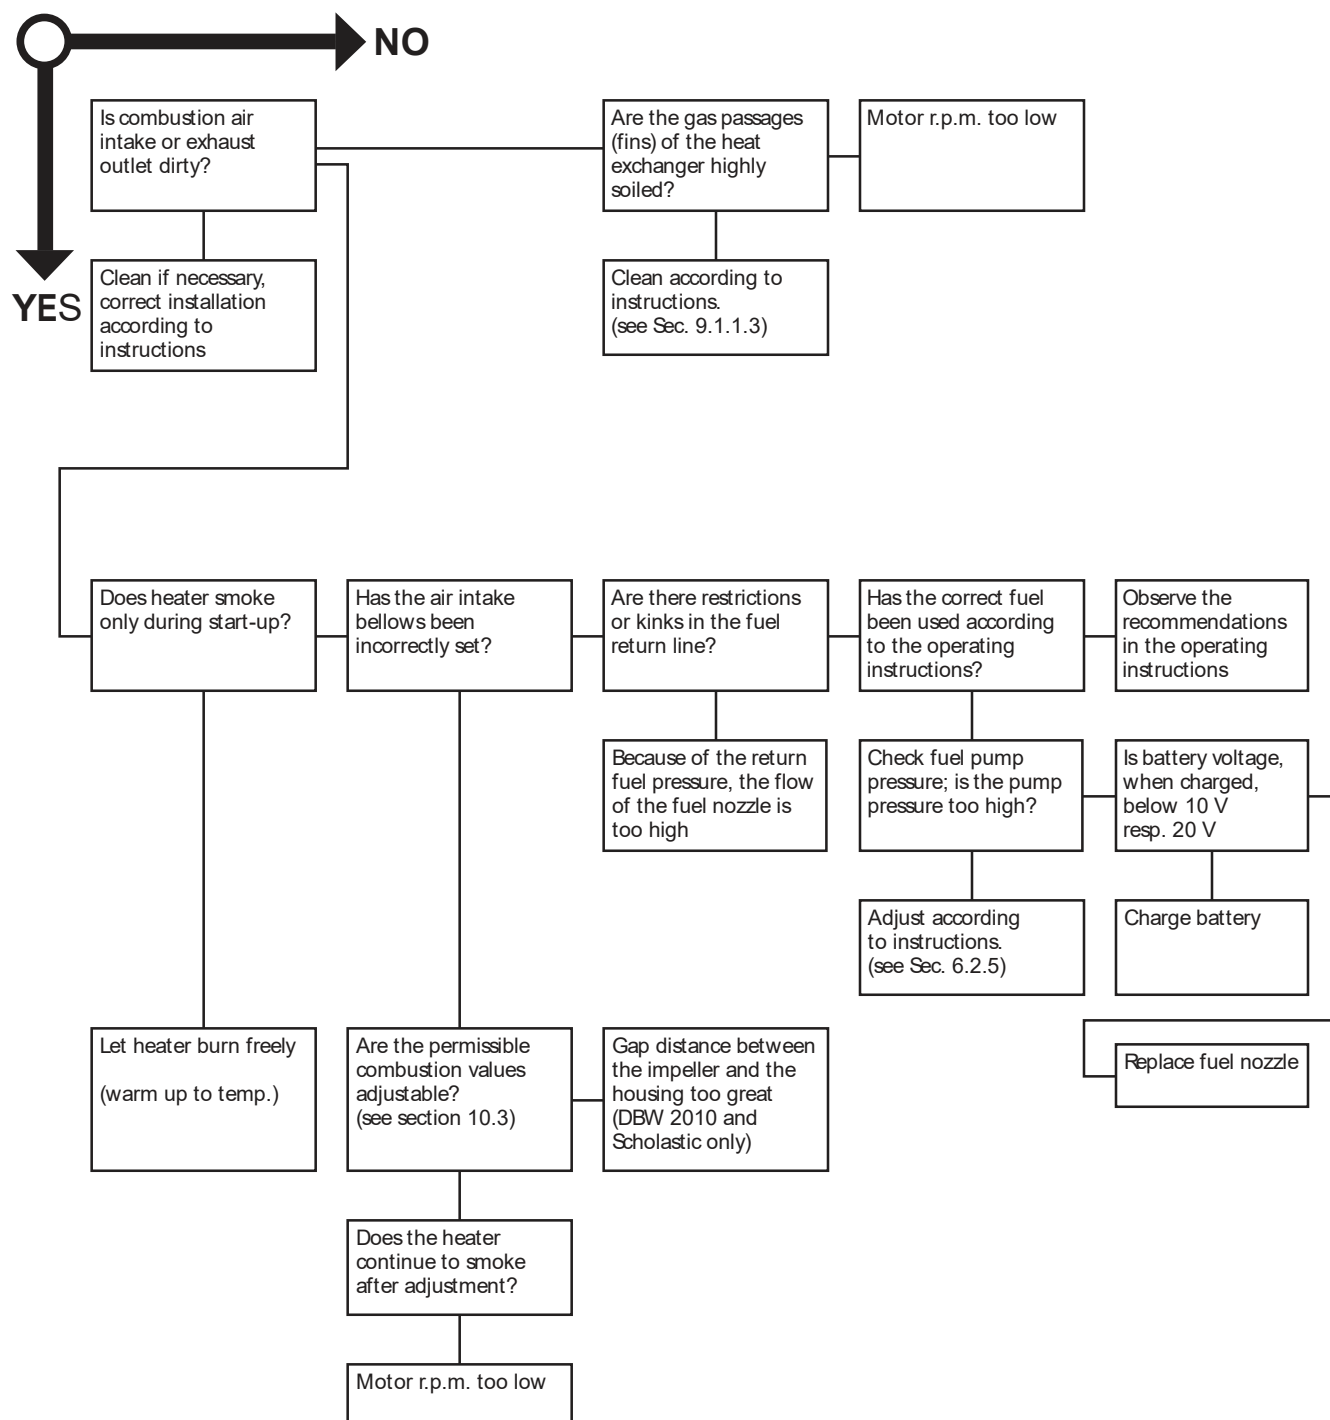 NO
YES
Is combustion air
intake or exhaust
outlet dirty?
Are the gas passages
(fins) of the heat
exchanger highly
soiled?
Motor r.p.m. too low
Clean if necessary,
correct installation
according to
instructions
Clean according to
instructions.
(see Sec. 9.1.1.3)
Does heater smoke
only during start-up?
Has the air intake
bellows been
incorrectly set?
Are there restrictions
or kinks in the fuel
return line?
Has the correct fuel
been used according
to the operating
instructions?
Observe the
recommendations
in the operating
instructions
Because of the return
fuel pressure, the flow
of the fuel nozzle is
too high
Check fuel pump
pressure; is the pump
pressure too high?
Is battery voltage,
when charged,
below 10 V
resp. 20 V
Adjust according
to instructions.
(see Sec. 6.2.5)
Charge battery
Let heater burn freely
(warm up to temp.)
Are the permissible
combustion values
adjustable?
(see section 10.3)
Gap distance between
the impeller and the
housing too great
(DBW 2010 and
Scholastic only)
Replace fuel nozzle
Does the heater
continue to smoke
after adjustment?
Motor r.p.m. too low